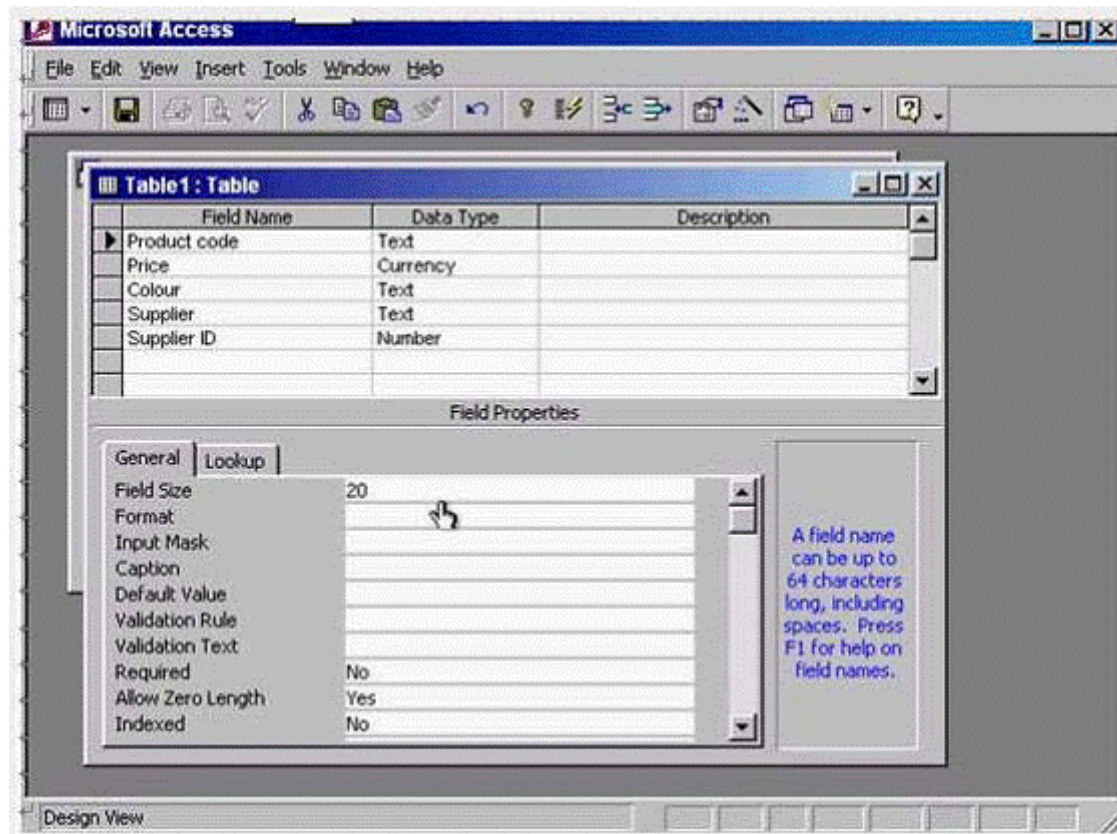 Microsoft Access
File Edit View Insert Tools Window Help
Table1 : Table
Field Name Data Type Description
Product code Text
Price Currency
Colour Text
Supplier Text
Supplier ID Number
Field Properties
General Lookup
Field Size 20
Format
Input Mask
Caption
Default Value
Validation Rule
Validation Text
Required No
Allow Zero Length Yes
Indexed No
A field name
can be up to
64 characters
long, including
spaces. Press
F1 for help on
field names.
Design View